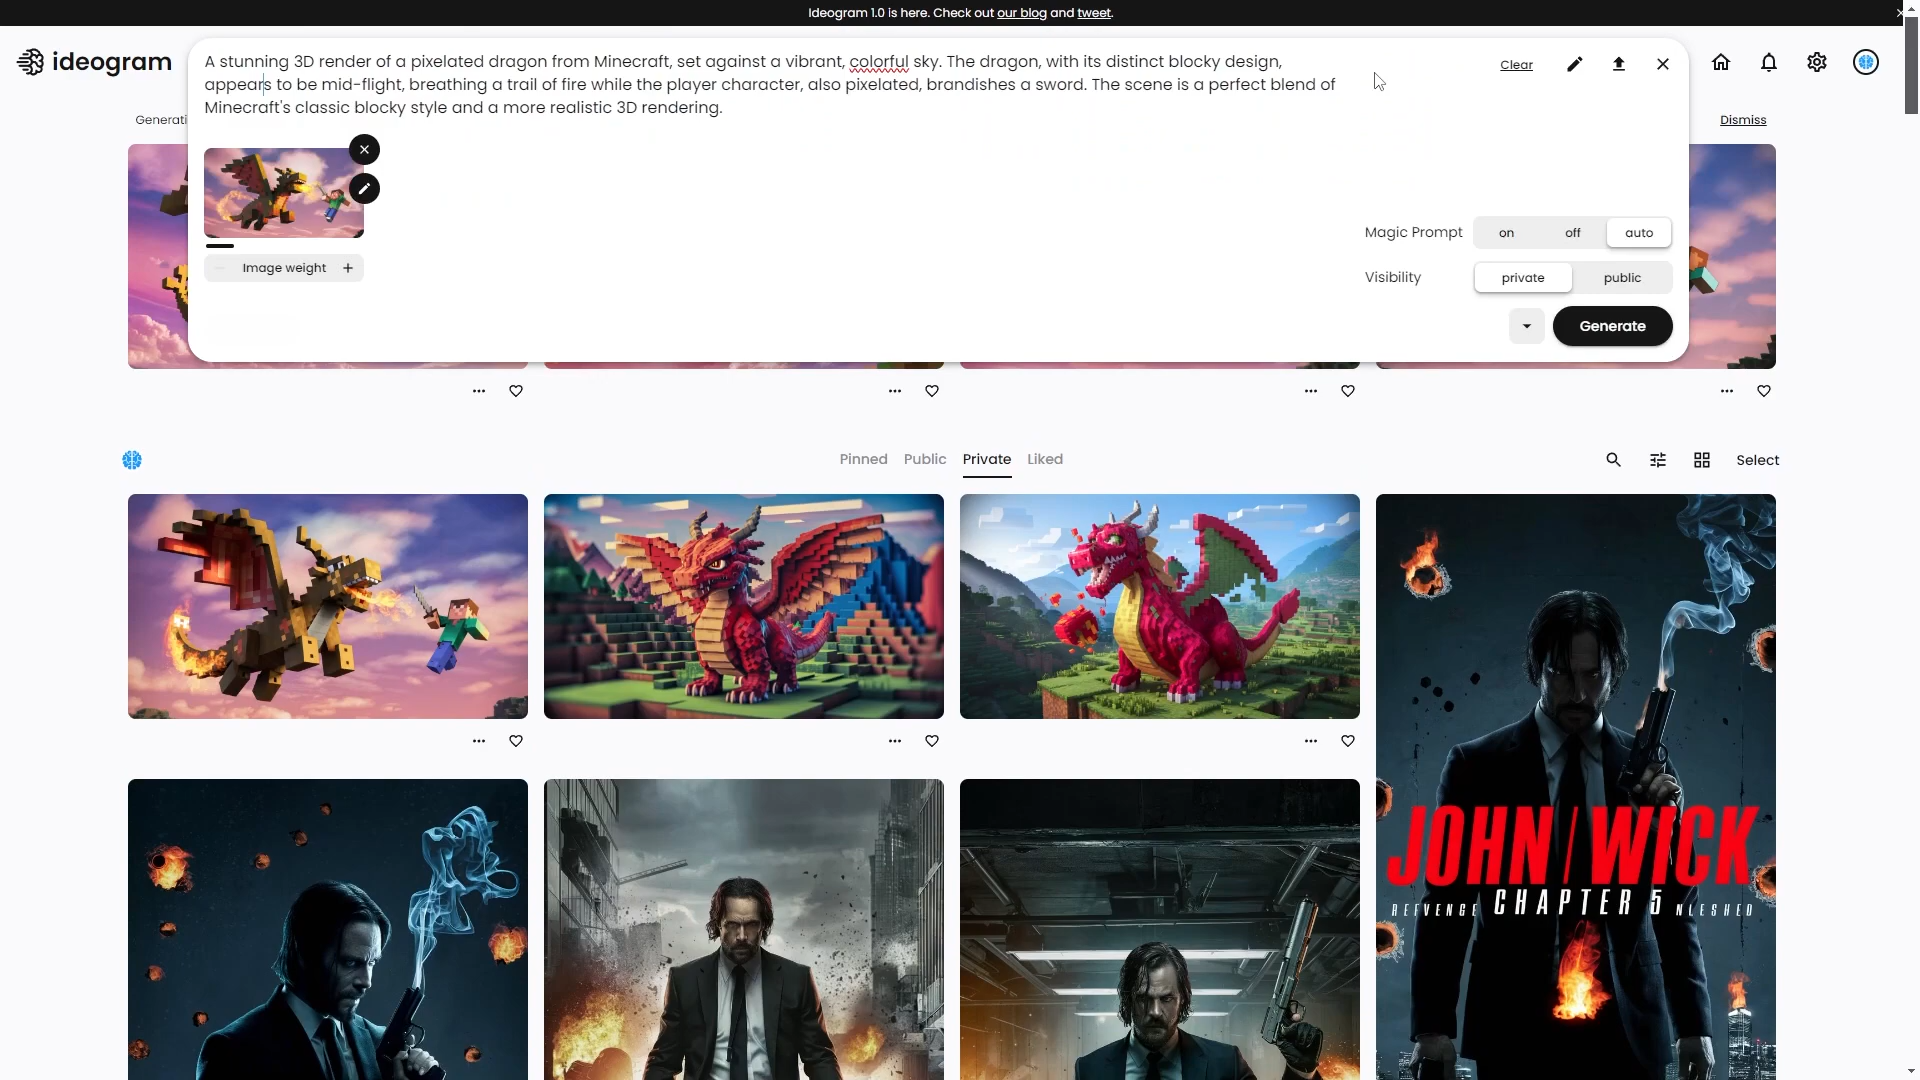 Ideogram 1.0 is here. Check out our blog and tweet.
ideogram
A stunning 3D render of a pixelated dragon from Minecraft, set against a vibrant, colorful sky. The dragon, with its distinct blocky design,
appears to be mid-flight, breathing a trail of fire while the player character, also pixelated, brandishes a sword. The scene is a perfect blend of
Minecraft's classic blocky style and a more realistic 3D rendering.
Clear
Generati
Dismiss
Image weight
Magic Prompt on off auto
Visibility private public
Generate
Pinned Public Private Liked
Select
JOHN/WICK
REFVENGE CHAPTER 5 NLESHED